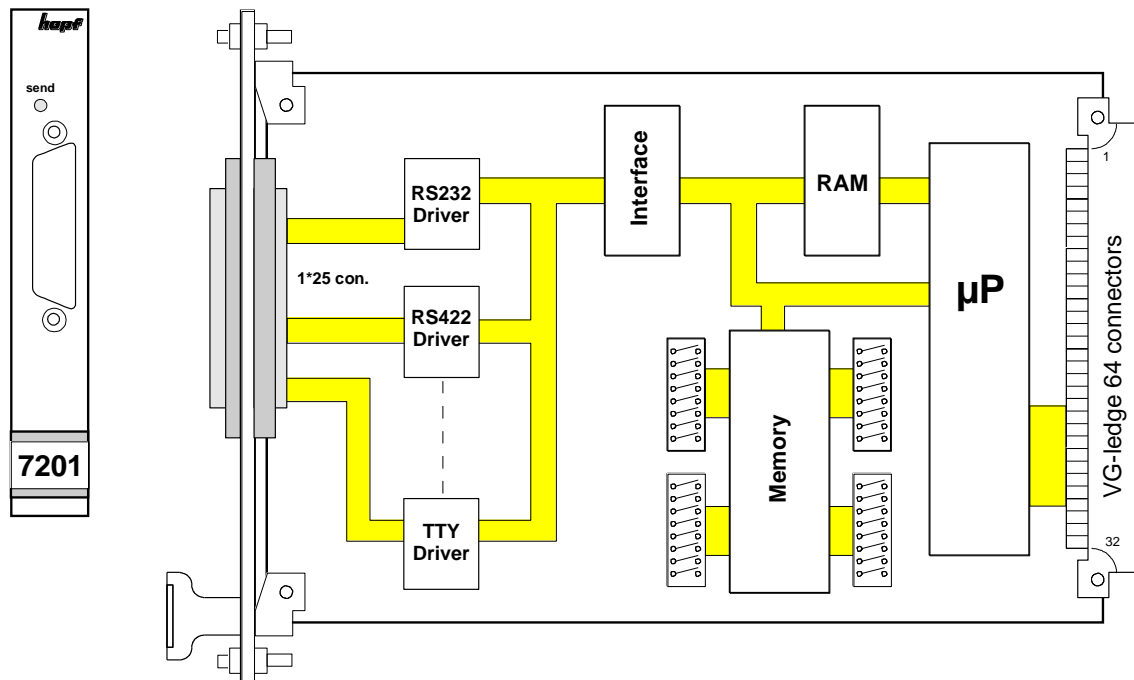 hopf
send
7201
RS232
Driver
1*25 con.
RS422
Driver
TTY
Driver
Interface
RAM
µP
Memory
1
VG-ledge 64 connectors
32